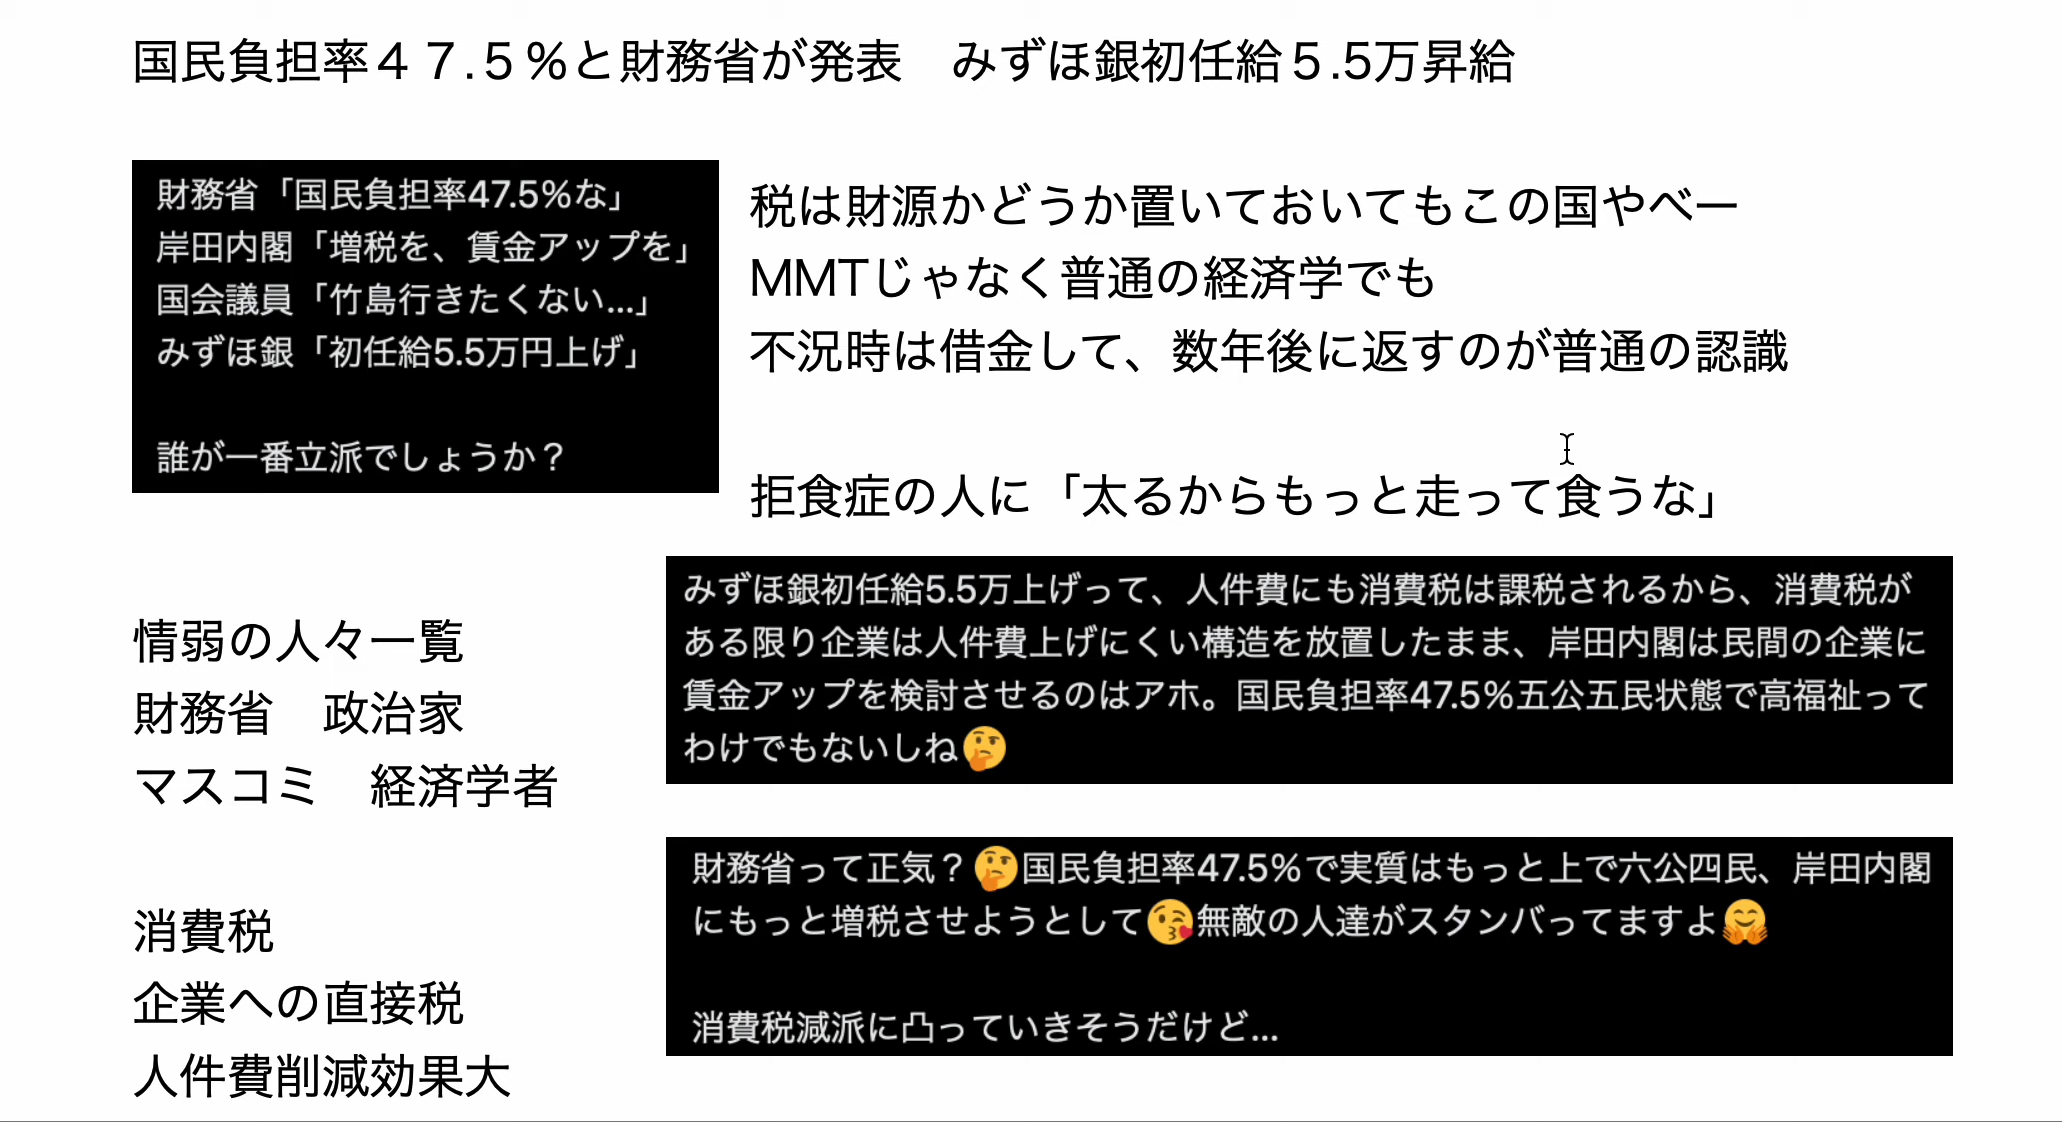 国民負担率４７.５％と財務省が発表　みずほ銀初任給５.5万昇給
財務省「国民負担率47.5%な」
岸田内閣「増税を、賃金アップを」
国会議員「竹島行きたくない...」
みずほ銀「初任給5.5万円上げ」
誰が一番立派でしょうか？
税は財源かどうか置いておいてもこの国やべー
MMTじゃなく普通の経済学でも
不況時は借金して、数年後に返すのが普通の認識
拒食症の人に「太るからもっと走って食うな」
情弱の人々一覧
財務省　政治家
マスコミ　経済学者
消費税
企業への直接税
人件費削減効果大
みずほ銀初任給5.5万上げって、人件費にも消費税は課税されるから、消費税が
ある限り企業は人件費上げにくい構造を放置したまま、岸田内閣は民間の企業に
賃金アップを検討させるのはアホ。国民負担率47.5%五公五民状態で高福祉って
わけでもないしね🤔
財務省って正気？🤔国民負担率47.5%で実質はもっと上で六公四民、岸田内閣
にもっと増税させようとして😘無敵の人達がスタンバってますよ🤗
消費税減派に凸っていきそうだけど...